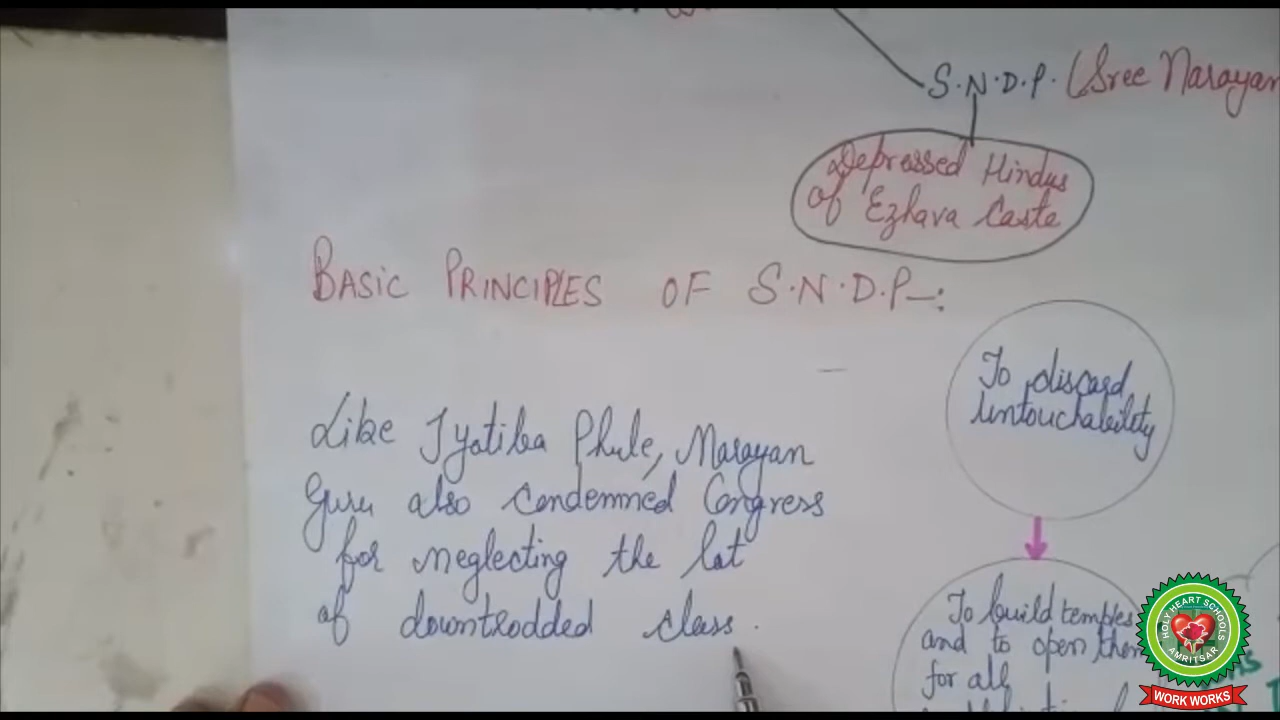 S.N.D.P. (Sree Narayan
Depressed Hindus
of Ezhava Caste
BASIC PRINCIPLES OF S.N.D.P-:
To discard
Untouchability
Like Jyotiba Phule, Narayan
Guru also condemned Congress
for neglecting the lot
of downtrodded class.
To build temples
and to open them
for all
HOLY HEART SCHOOLS
AMRITSAR
WORK WORKS